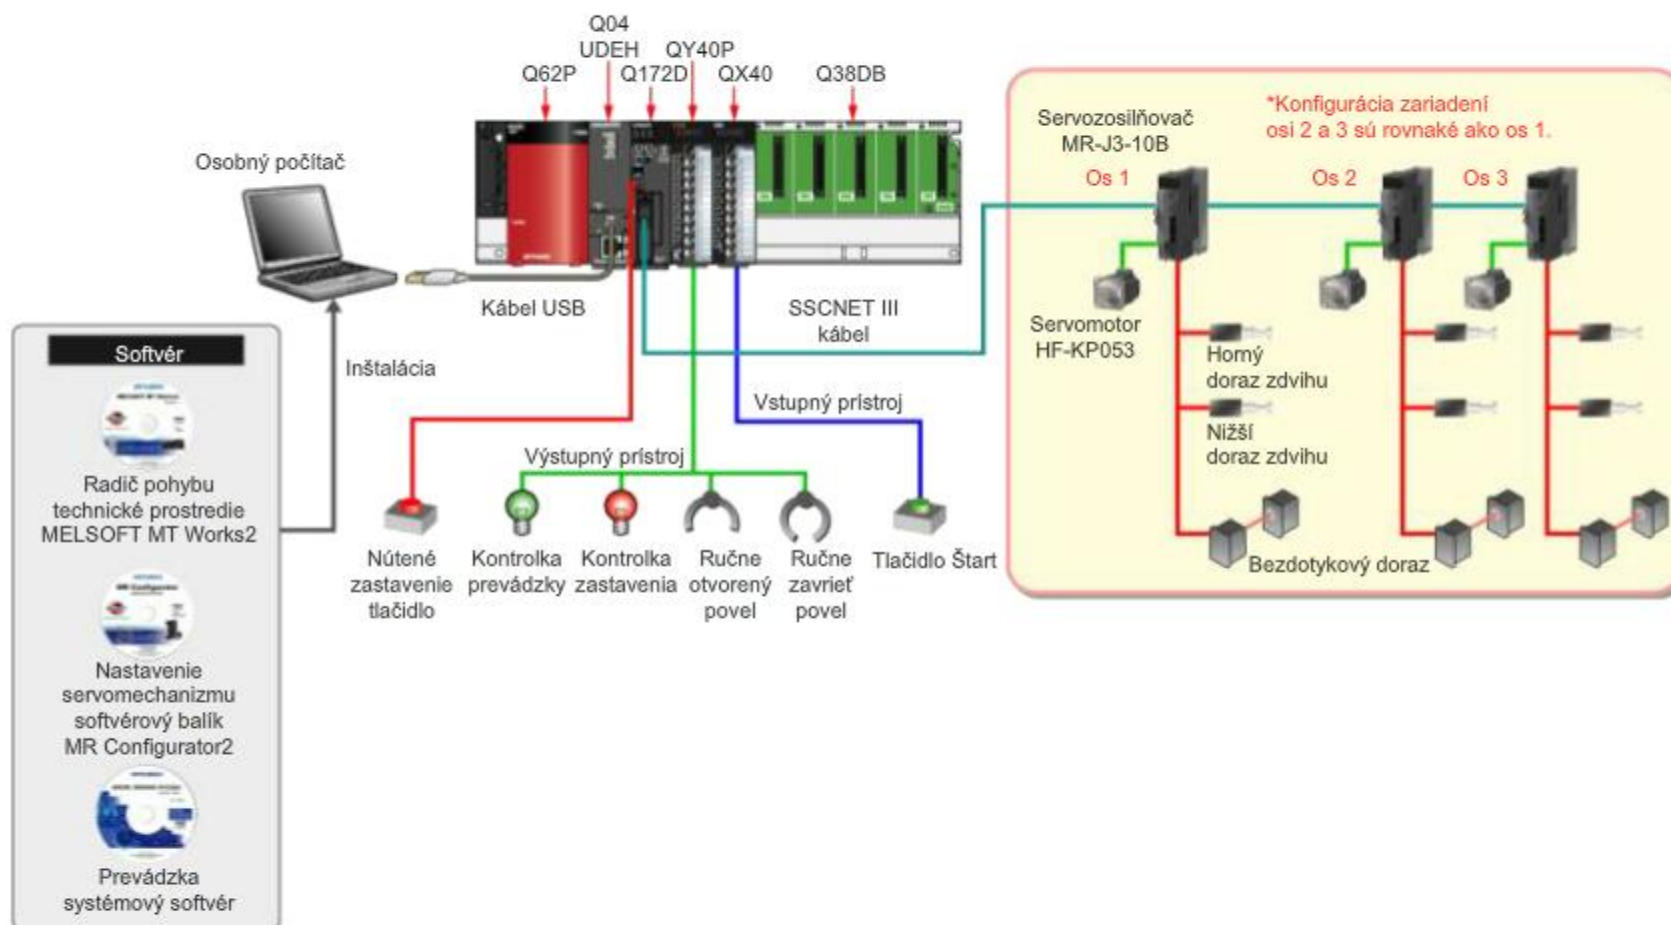 Q04
UDEH
QY40P
Q62P
Q172D
QX40
Q38DB
Osobný počítač
Kábel USB
SSCNET III
kábel
Inštalácia
Softvér
Radič pohybu
technické prostredie
MELSOFT MT Works2
Nastavenie
servomechanizmu
softvérový balík
MR Configurator2
Prevádzka
systémový softvér
Vstupný prístroj
Výstupný prístroj
Nútené
zastavenie
tlačidlo
Kontrolka
prevádzky
Kontrolka
zastavenia
Ručne
otvorený
povel
Ručne
zavrieť
povel
Tlačidlo Štart
Servozosilňovač
MR-J3-10B
*Konfigurácia zariadení
osi 2 a 3 sú rovnaké ako os 1.
Os 1
Os 2
Os 3
Servomotor
HF-KP053
Horný
doraz zdvihu
Nižší
doraz zdvihu
Bezdotykový doraz